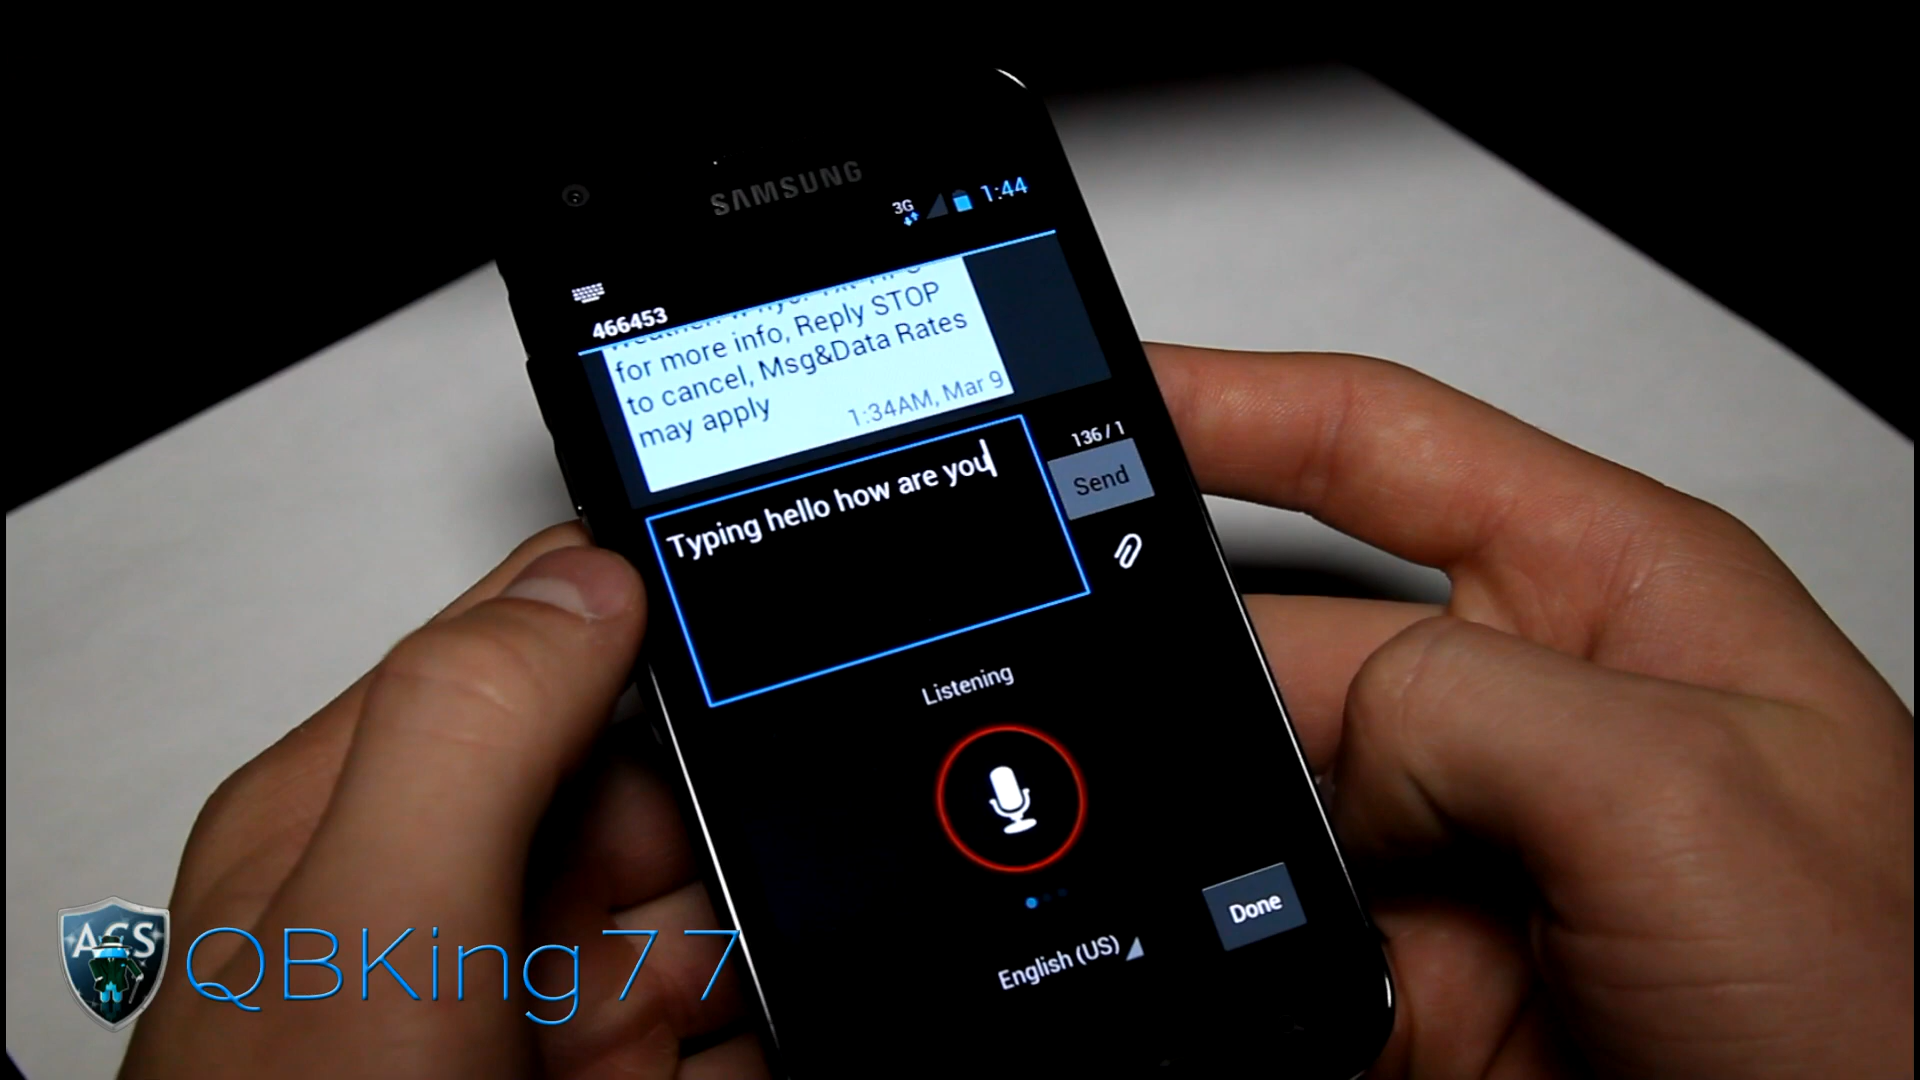 SAMSUNG
3G
1:44
466453
for more info, Reply STOP
to cancel, Msg&Data Rates
may apply
1:34AM, Mar 9
136/1
Typing hello how are you
Send
Listening
Done
English (US)
ACS
QBKing77